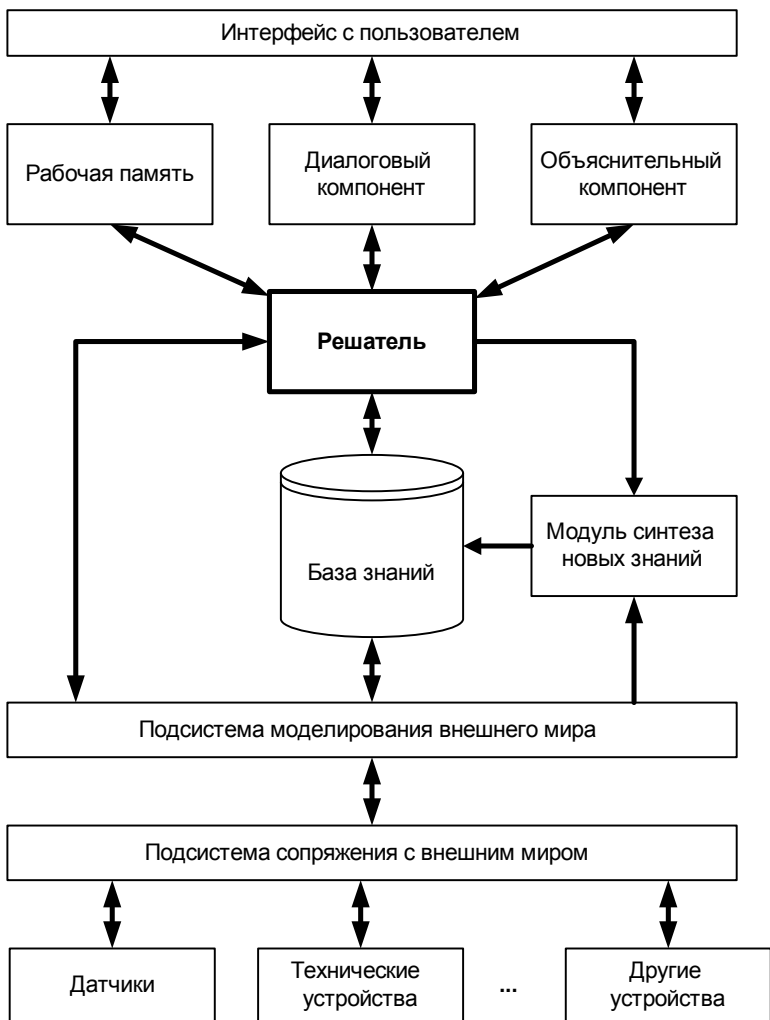 Интерфейс с пользователем
Рабочая память
Диалоговый
компонент
Объяснительный
компонент
Решатель
База знаний
Модуль синтеза
новых знаний
Подсистема моделирования внешнего мира
Подсистема сопряжения с внешним миром
Датчики
Технические
устройства
...
Другие
устройства